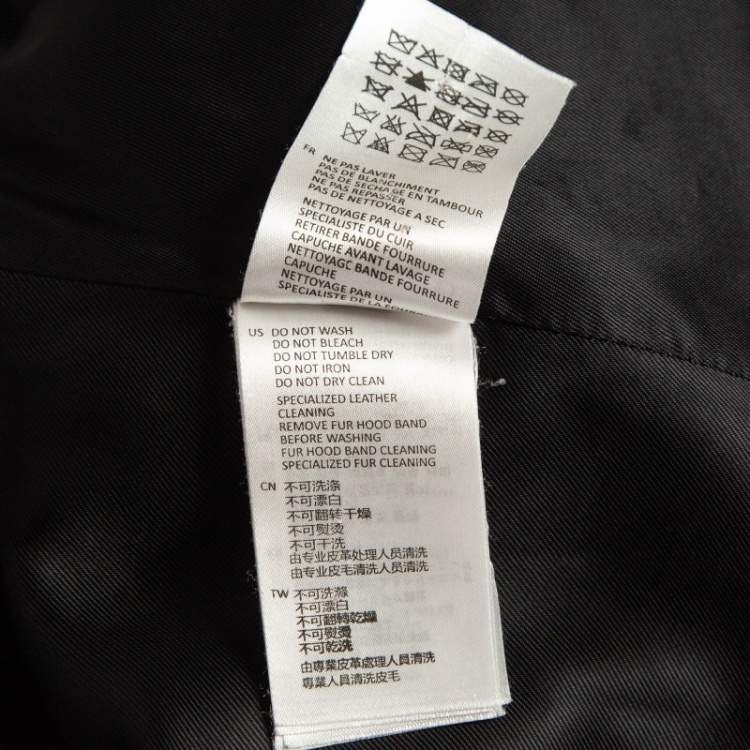 FR NE PAS LAVER
PAS DE BLANCHIMENT
PAS DE SECHAGE EN TAMBOUR
NE PAS REPASSER
PAS DE NETTOYAGE A SEC
NETTOYAGE PAR UN
SPECIALISTE DU CUIR
RETIRER BANDE FOURRURE
CAPUCHE AVANT LAVAGE
NETTOYAGC BANDE FOURRURE
CAPUCHE
NETTOYAGE PAR UN
SPECIALISTE DE LA FOURR
US DO NOT WASH
DO NOT BLEACH
DO NOT TUMBLE DRY
DO NOT IRON
DO NOT DRY CLEAN
SPECIALIZED LEATHER
CLEANING
REMOVE FUR HOOD BAND
BEFORE WASHING
FUR HOOD BAND CLEANING
SPECIALIZED FUR CLEANING
CN 不可洗涤
不可漂白
不可翻转干燥
不可熨烫
不可干洗
由专业皮革处理人员清洗
由专业皮毛清洗人员清洗
TW 不可洗滌
不可漂白
不可翻轉乾燥
不可熨燙
不可乾洗
由專業皮革處理人員清洗
專業人員清洗皮毛